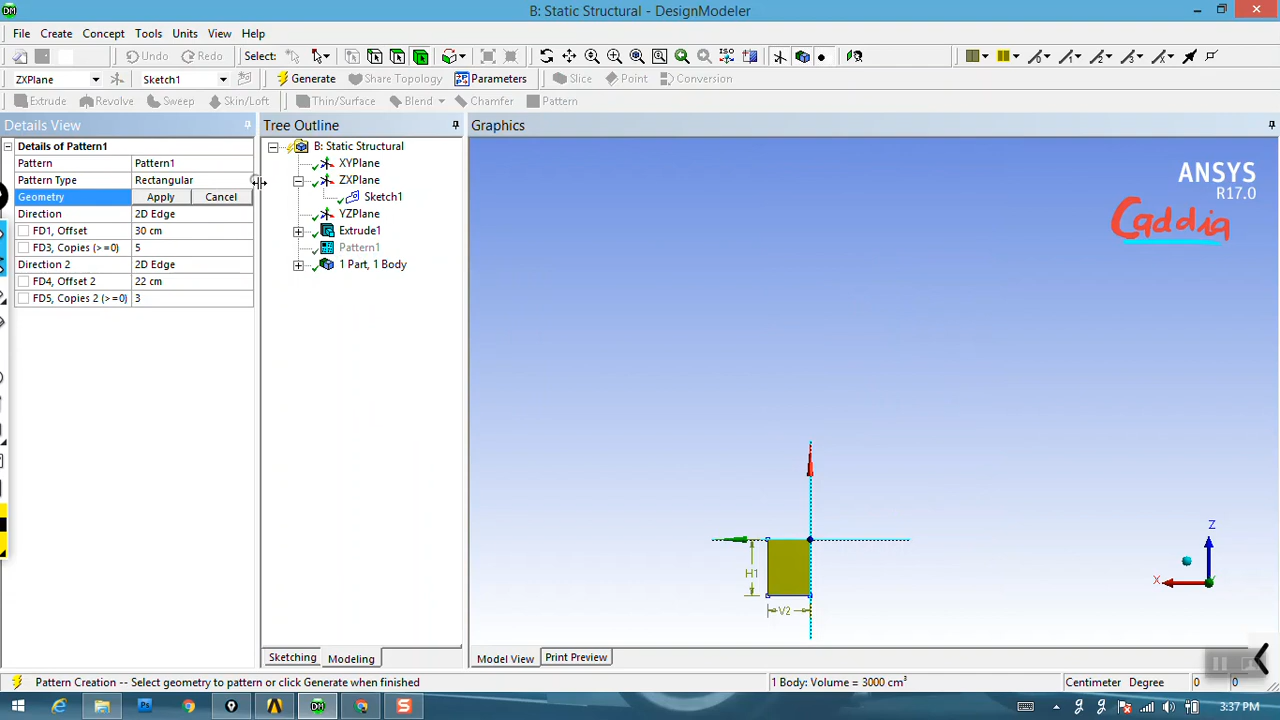 B: Static Structural - DesignModeler
File Create Concept Tools Units View Help
Undo Redo Select:
ZXPlane Sketch1 Generate Share Topology Parameters Slice Point Conversion
Extrude Revolve Sweep Skin/Loft Thin/Surface Blend Chamfer Pattern
Details View
Details of Pattern1
Pattern Pattern1
Pattern Type Rectangular
Geometry Apply Cancel
Direction 2D Edge
FD1, Offset 30 cm
FD3, Copies (>=0) 5
Direction 2 2D Edge
FD4, Offset 2 22 cm
FD5, Copies 2 (>=0) 3
Tree Outline
B: Static Structural
XYPlane
ZXPlane
Sketch1
YZPlane
Extrude1
Pattern1
1 Part, 1 Body
Sketching Modeling
Graphics
ANSYS
R17.0
Caddia
H1
V2
Z
X
Y
Model View Print Preview
Pattern Creation -- Select geometry to pattern or click Generate when finished
1 Body: Volume = 3000 cm³
Centimeter Degree 0 0
3:37 PM